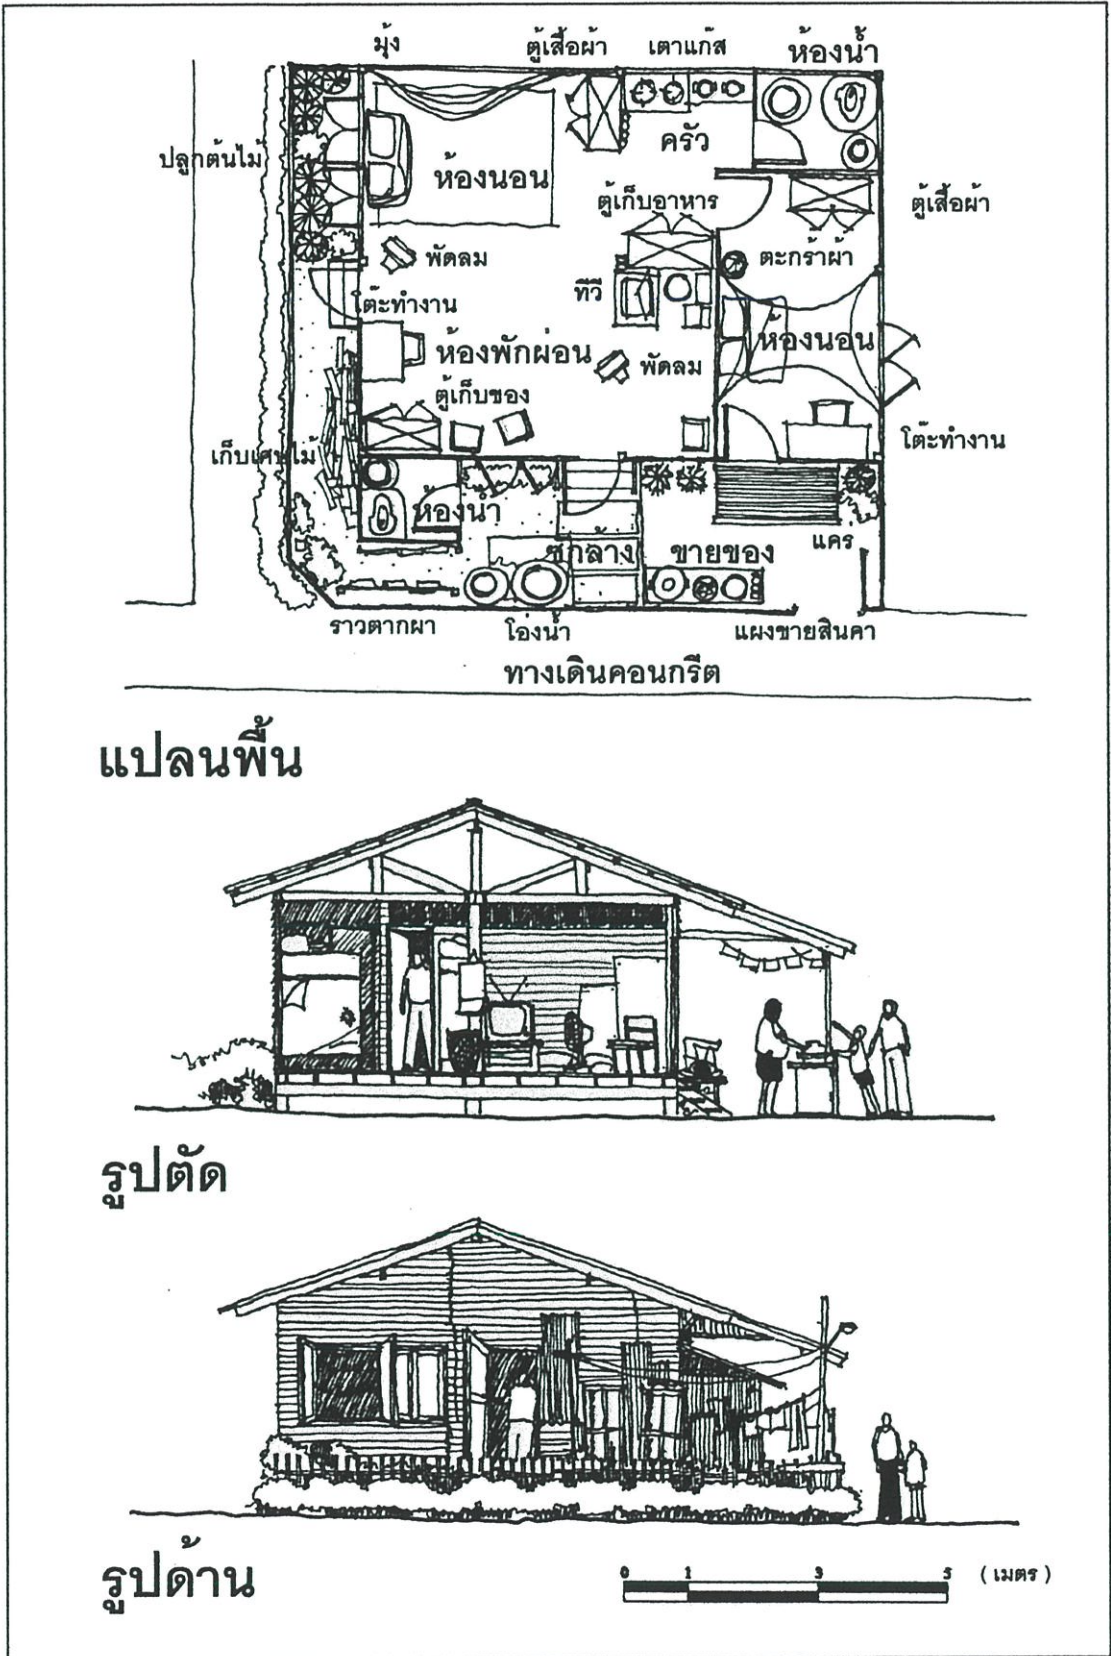 มุ้ง ตู้เสื้อผ้า เตาแก๊ส ห้องน้ำ
ครัว
ปลูกต้นไม้ ห้องนอน
ตู้เก็บอาหาร ตู้เสื้อผ้า
พัดลม ตะกร้าผ้า
ทีวี
โต๊ะทำงาน
ห้องพักผ่อน พัดลม ห้องนอน
ตู้เก็บของ
เก็บเศษไม้ โต๊ะทำงาน
ห้องน้ำ
ซักล้าง ขายของ แคร่
ราวตากผา โอ่งน้ำ แผงขายสินคา
ทางเดินคอนกรีต
แปลนพื้น
รูปตัด
รูปด้าน
0 1 3 5 ( เมตร )